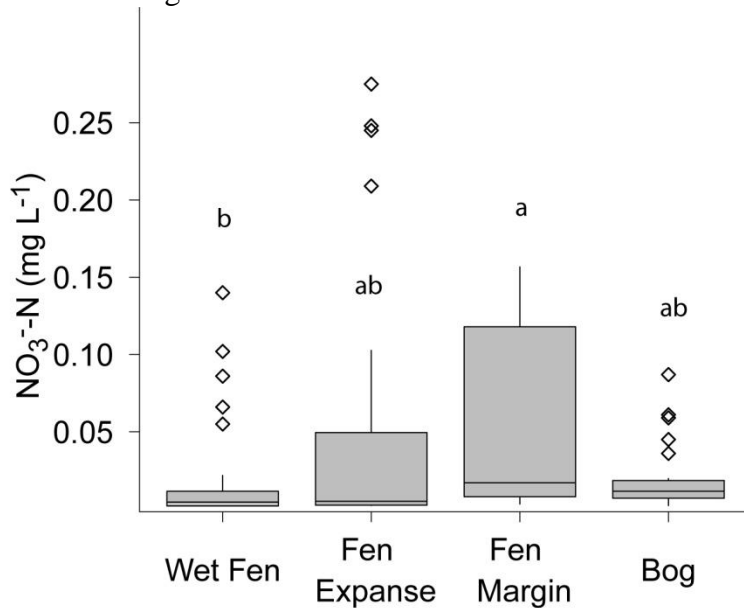 0.25
0.20
0.15
0.10
0.05
NO₃⁻-N (mg L⁻¹)
b
ab
a
ab
Wet Fen
Fen
Expanse
Fen
Margin
Bog